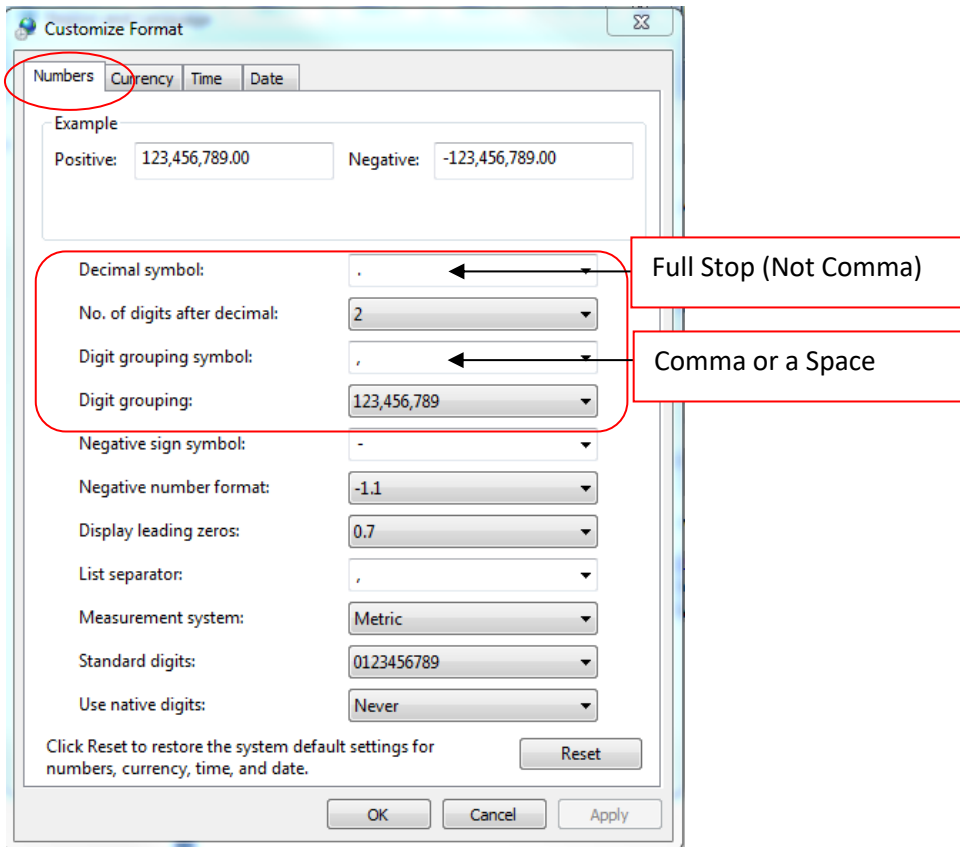 Customize Format
Numbers Currency Time Date
Example
Positive: 123,456,789.00 Negative: -123,456,789.00
Decimal symbol: . Full Stop (Not Comma)
No. of digits after decimal: 2
Digit grouping symbol: , Comma or a Space
Digit grouping: 123,456,789
Negative sign symbol: -
Negative number format: -1.1
Display leading zeros: 0.7
List separator: ,
Measurement system: Metric
Standard digits: 0123456789
Use native digits: Never
Click Reset to restore the system default settings for
numbers, currency, time, and date. Reset
OK Cancel Apply